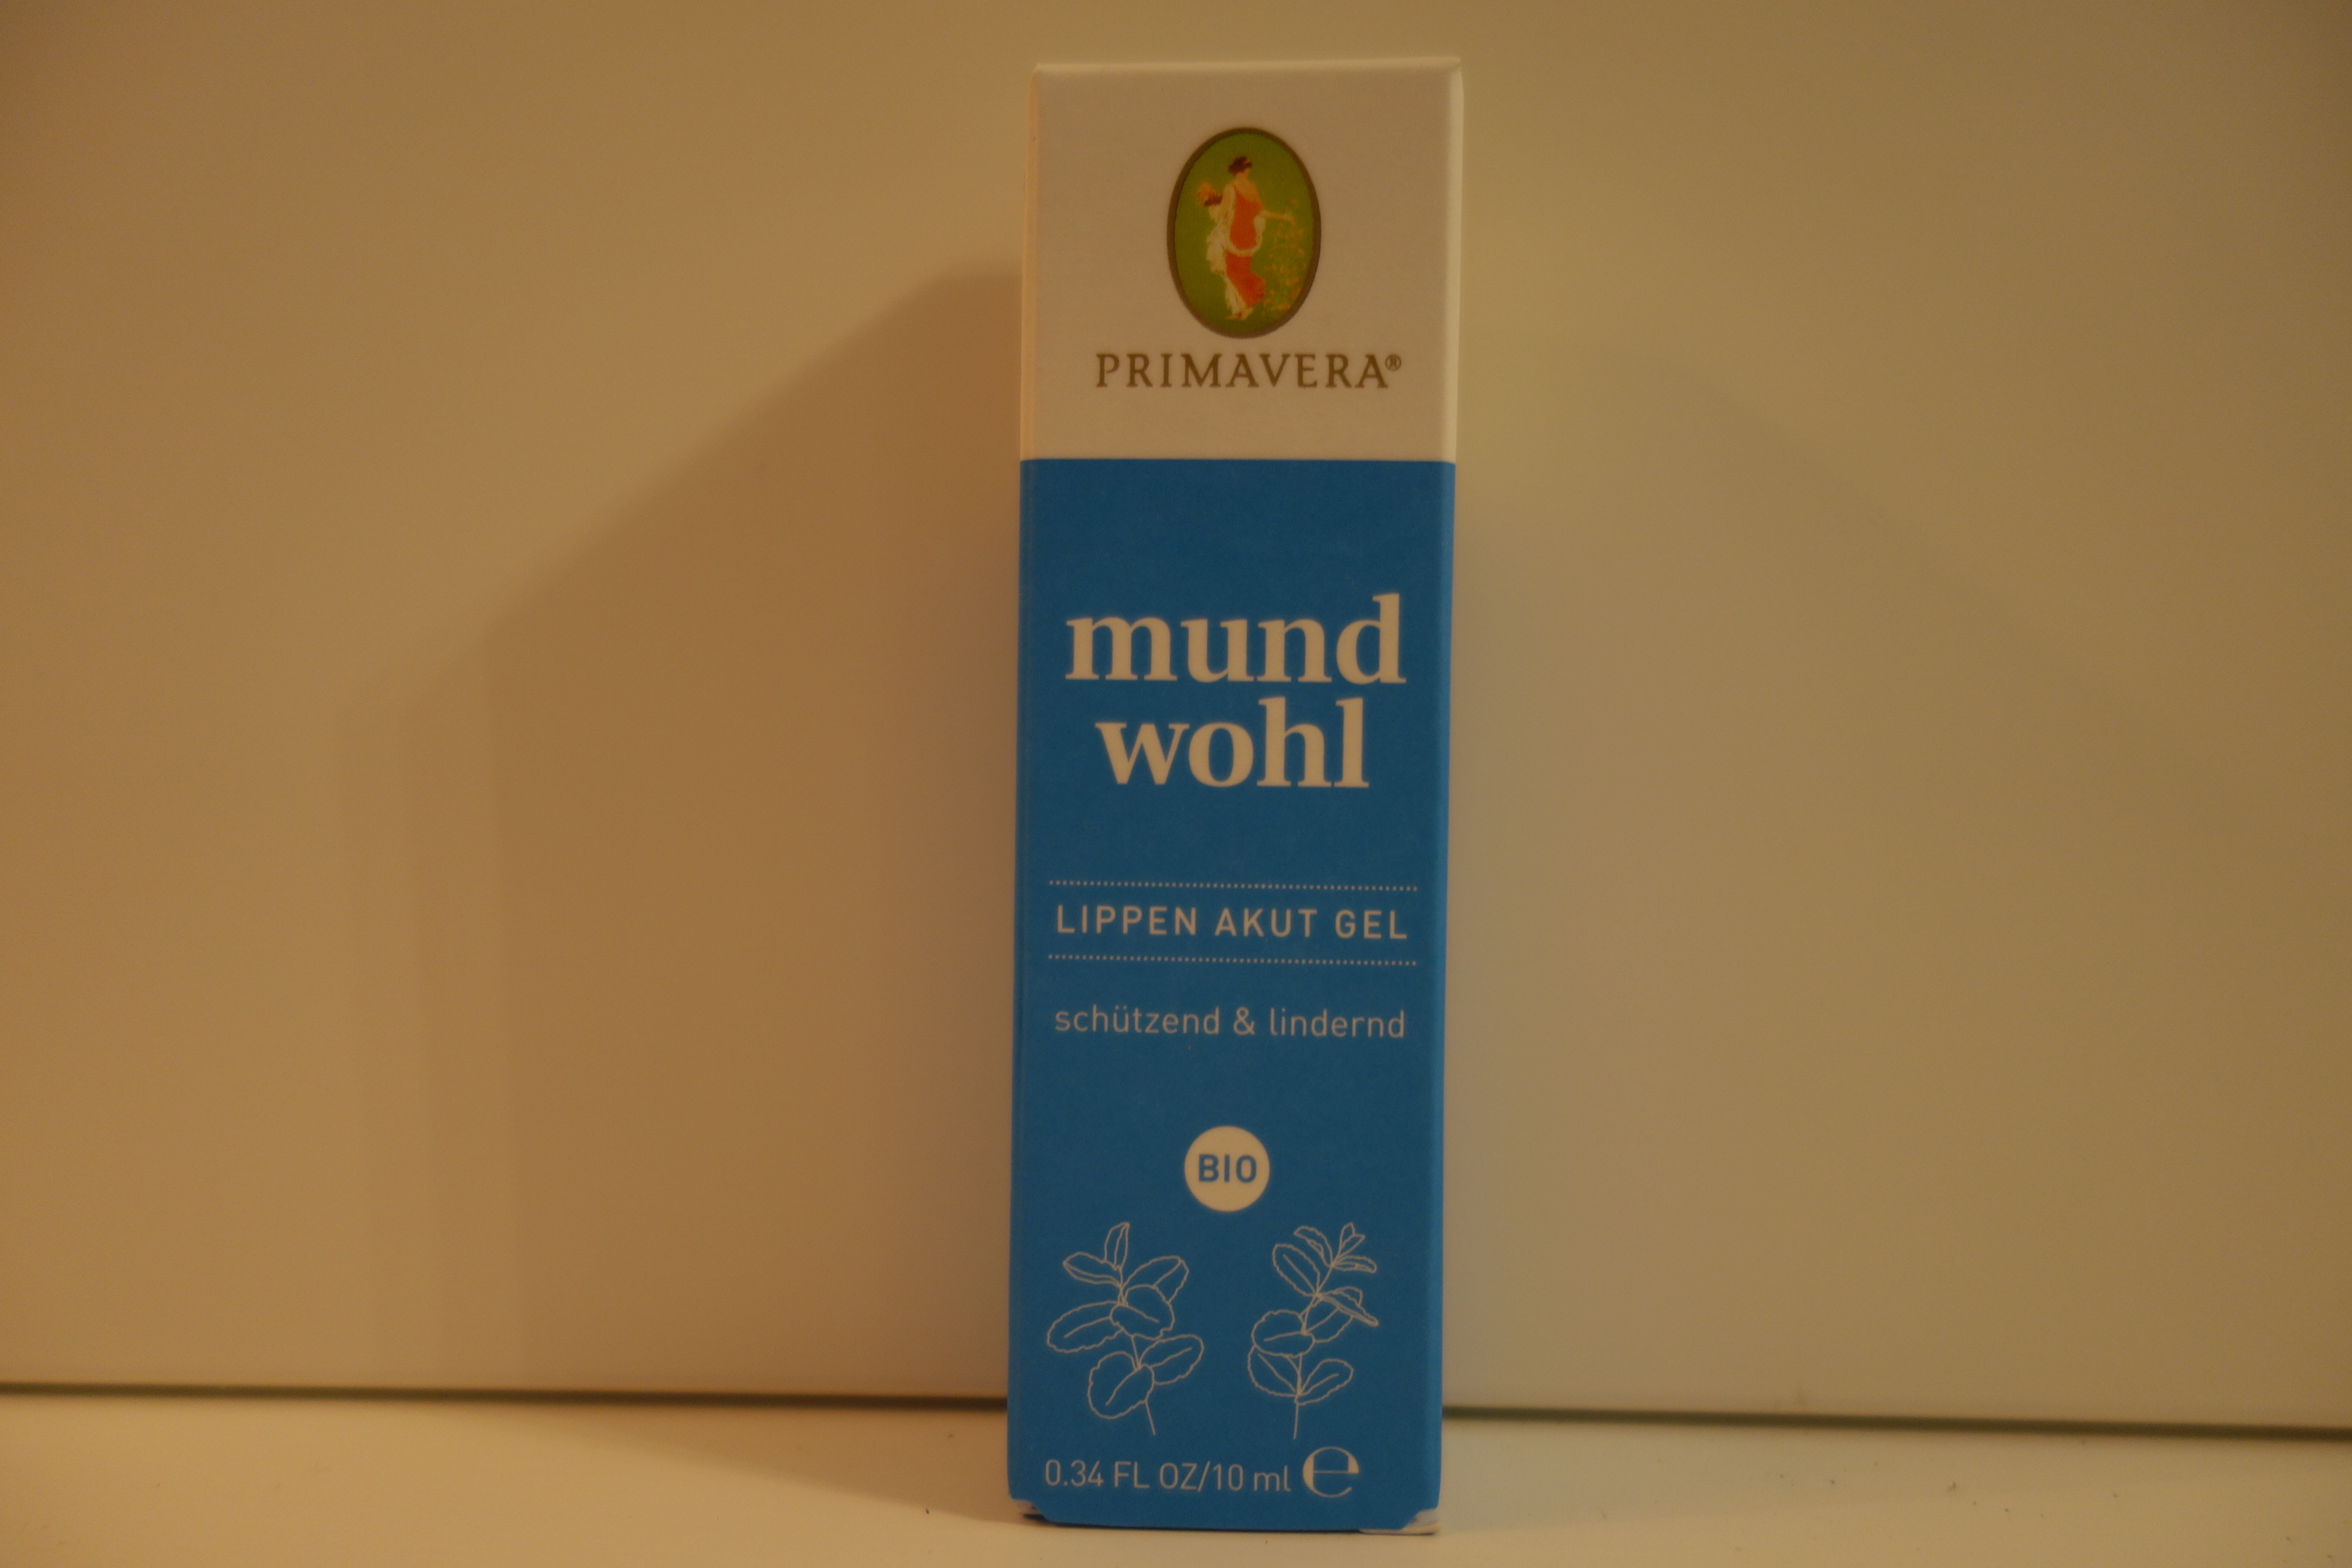 PRIMAVERA®
mund
wohl
LIPPEN AKUT GEL
schützend & lindernd
BIO
0.34 FL OZ/10 ml ℮